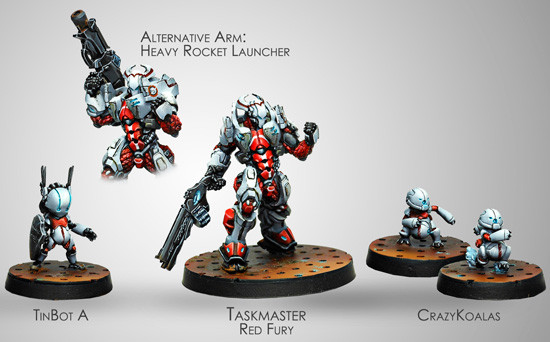 Alternative Arm:
Heavy Rocket Launcher
TinBot A
Taskmaster
Red Fury
CrazyKoalas